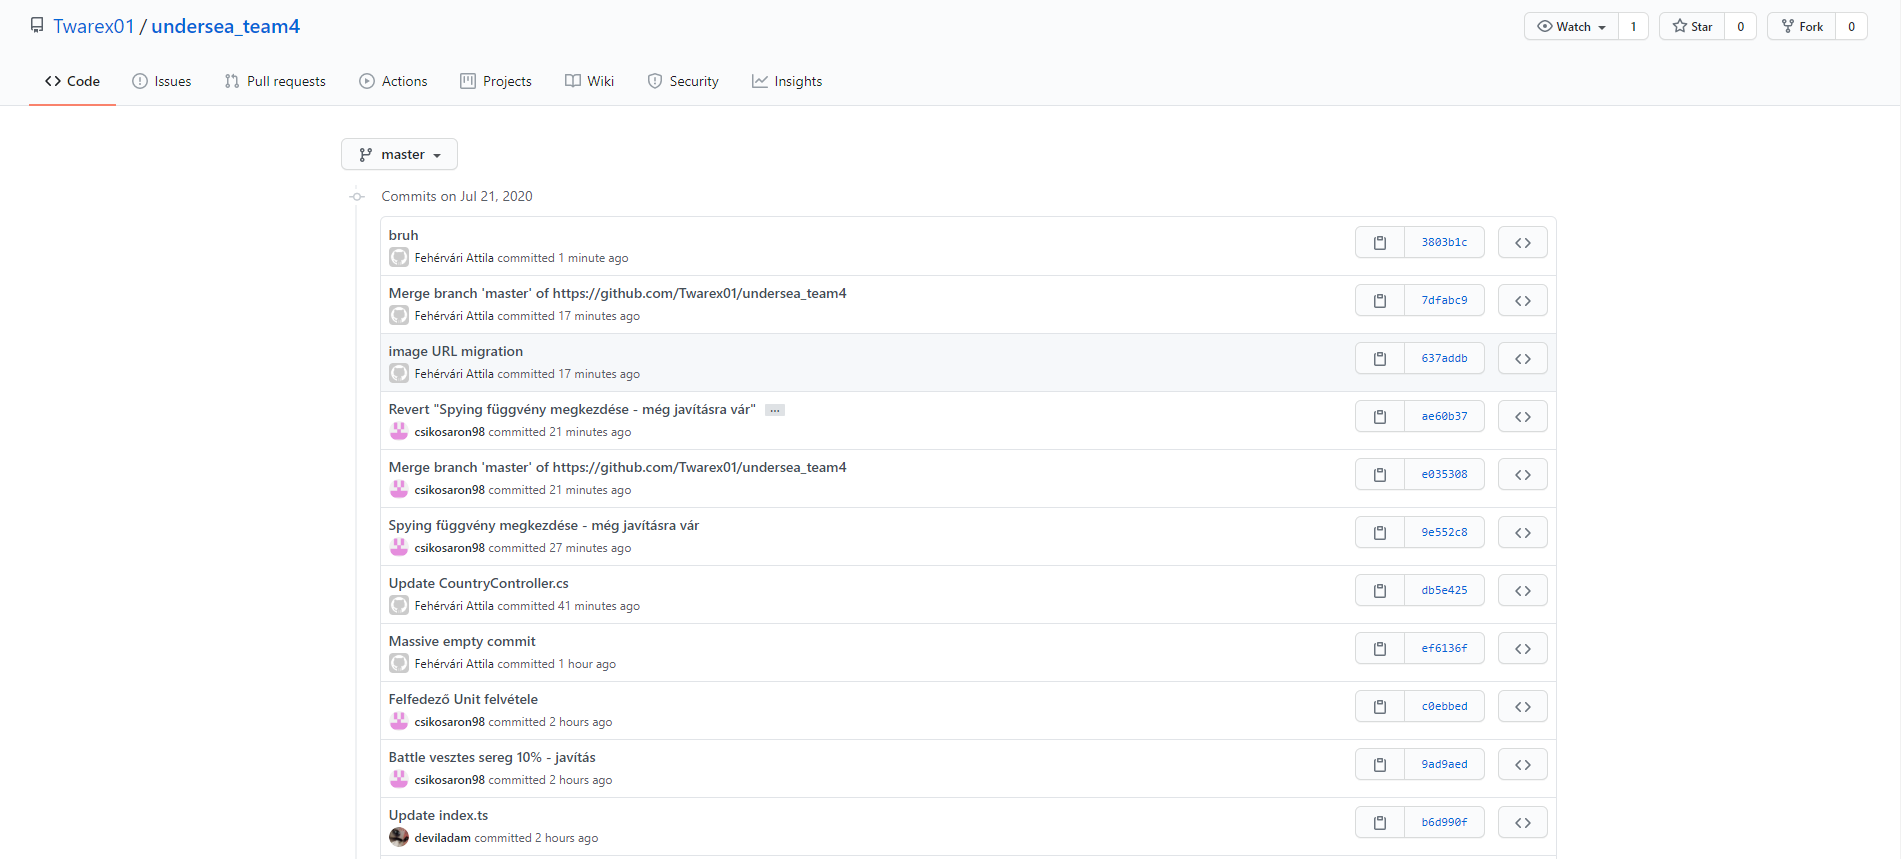 Twarex01 / undersea_team4
Watch 1 Star 0 Fork 0
Code Issues Pull requests Actions Projects Wiki Security Insights
master
Commits on Jul 21, 2020
bruh
Fehérvári Attila committed 1 minute ago
3803b1c
Merge branch 'master' of https://github.com/Twarex01/undersea_team4
Fehérvári Attila committed 17 minutes ago
7dfabc9
image URL migration
Fehérvári Attila committed 17 minutes ago
637addb
Revert "Spying függvény megkezdése - még javításra vár" ...
csikosaron98 committed 21 minutes ago
ae60b37
Merge branch 'master' of https://github.com/Twarex01/undersea_team4
csikosaron98 committed 21 minutes ago
e035308
Spying függvény megkezdése - még javításra vár
csikosaron98 committed 27 minutes ago
9e552c8
Update CountryController.cs
Fehérvári Attila committed 41 minutes ago
db5e425
Massive empty commit
Fehérvári Attila committed 1 hour ago
ef6136f
Felfedező Unit felvétele
csikosaron98 committed 2 hours ago
c0ebbed
Battle vesztes sereg 10% - javítás
csikosaron98 committed 2 hours ago
9ad9aed
Update index.ts
deviladam committed 2 hours ago
b6d990f